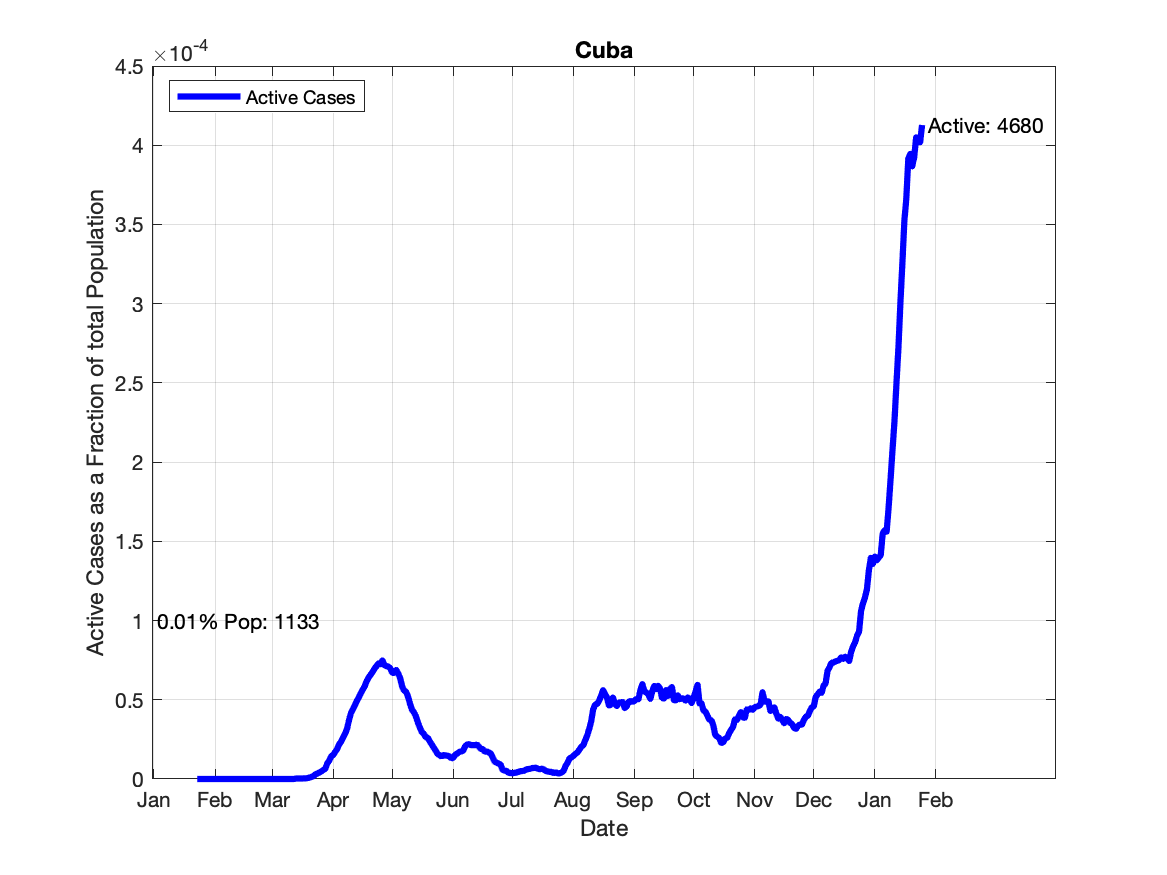 Cuba
×10-4
4.5
4
3.5
3
2.5
2
1.5
1
0.5
0
Active Cases as a Fraction of total Population
Active Cases
Active: 4680
0.01% Pop: 1133
Jan Feb Mar Apr May Jun Jul Aug Sep Oct Nov Dec Jan Feb
Date